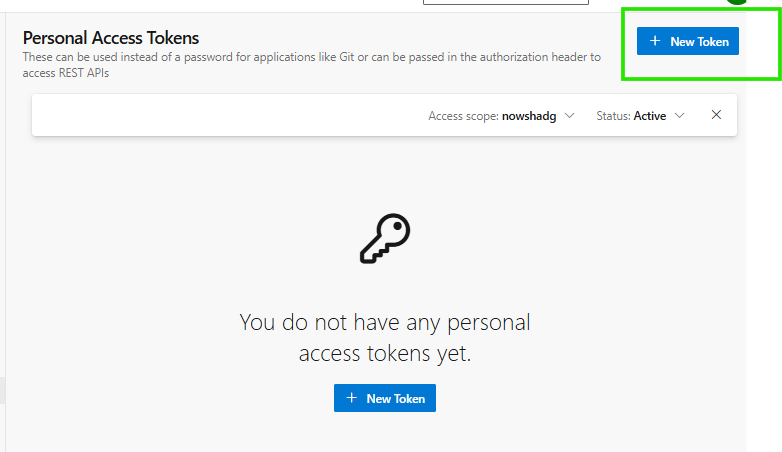 Personal Access Tokens
+ New Token
These can be used instead of a password for applications like Git or can be passed in the authorization header to
access REST APIs
Access scope: nowshadg
Status: Active
You do not have any personal
access tokens yet.
+ New Token